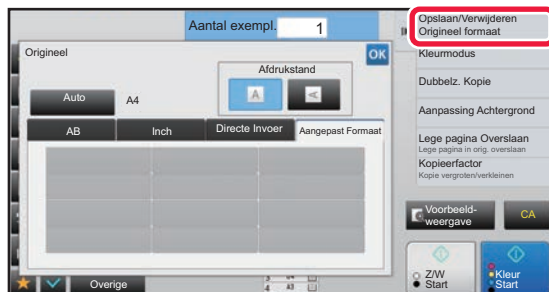 Aantal exempl. 1
Opslaan/Verwijderen
Origineel formaat
Origineel
OK
Kleurmodus
Afdrukstand
Dubbelz. Kopie
Auto
A4
A
A
Aanpassing Achtergrond
AB
Inch
Directe Invoer
Aangepast Formaat
Lege pagina Overslaan
Lege pagina in orig. overslaan
Kopieerfactor
Kopie vergroten/verkleinen
Voorbeeld-
weergave
CA
Z/W
Start
Kleur
Start
Overige
4 A3